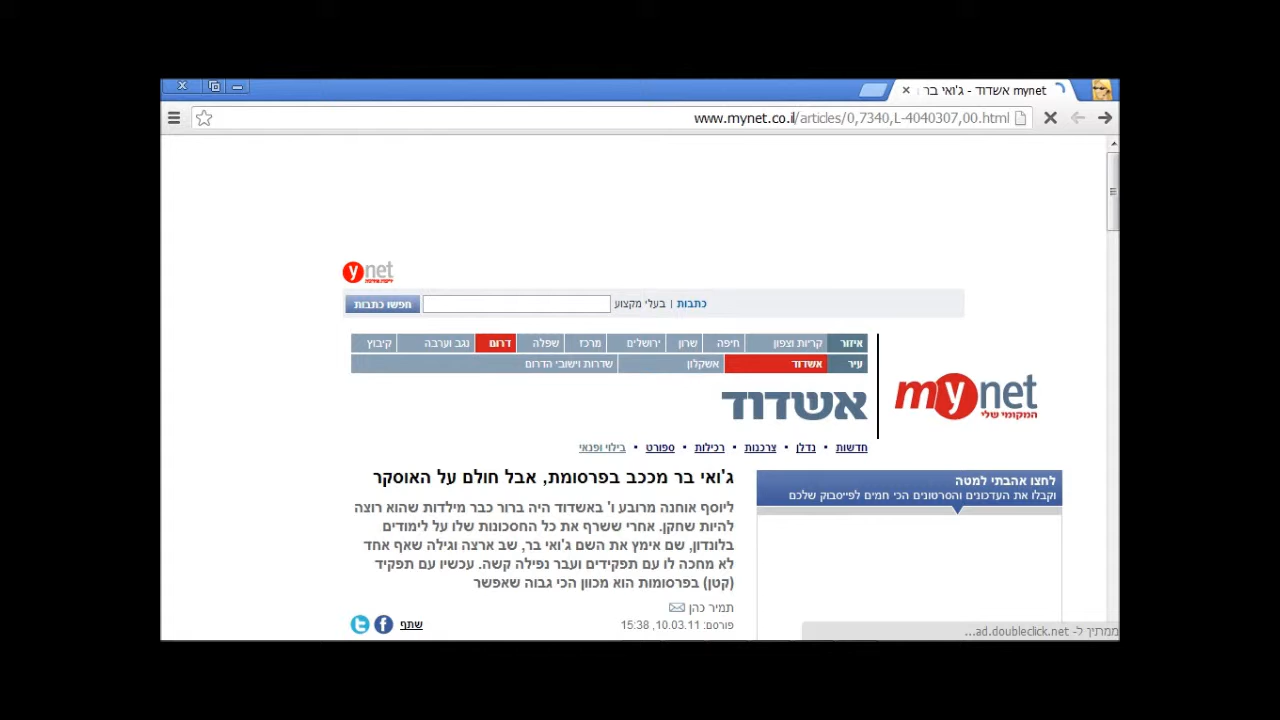 mynet אשדוד - ג'ואי בר
www.mynet.co.il/articles/0,7340,L-4040307,00.html
ynet
כתבות | בעלי מקצוע
חפשו כתבות
איזור קריות וצפון חיפה שרון ירושלים מרכז שפלה דרום נגב וערבה קיבוץ
עיר אשדוד אשקלון שדרות וישובי הדרום
mynet
המקומי שלי
אשדוד
חדשות • נדלן • צרכנות • רכילות • ספורט • בילוי ופנאי
לחצו אהבתי למטה
וקבלו את העדכונים והסרטונים הכי חמים לפייסבוק שלכם
ג'ואי בר מככב בפרסומת, אבל חולם על האוסקר
ליוסף אוחנה מרובע ו' באשדוד היה ברור כבר מילדות שהוא רוצה
להיות שחקן. אחרי ששרף את כל החסכונות שלו על לימודים
בלונדון, שם אימץ את השם ג'ואי בר, שב ארצה וגילה שאף אחד
לא מחכה לו עם תפקידים ועבר נפילה קשה. עכשיו עם תפקיד
(קטן) בפרסומות הוא מכוון הכי גבוה שאפשר
תמיר כהן
פורסם: 10.03.11, 15:38
שתף
ממתין ל- ad.doubleclick.net...